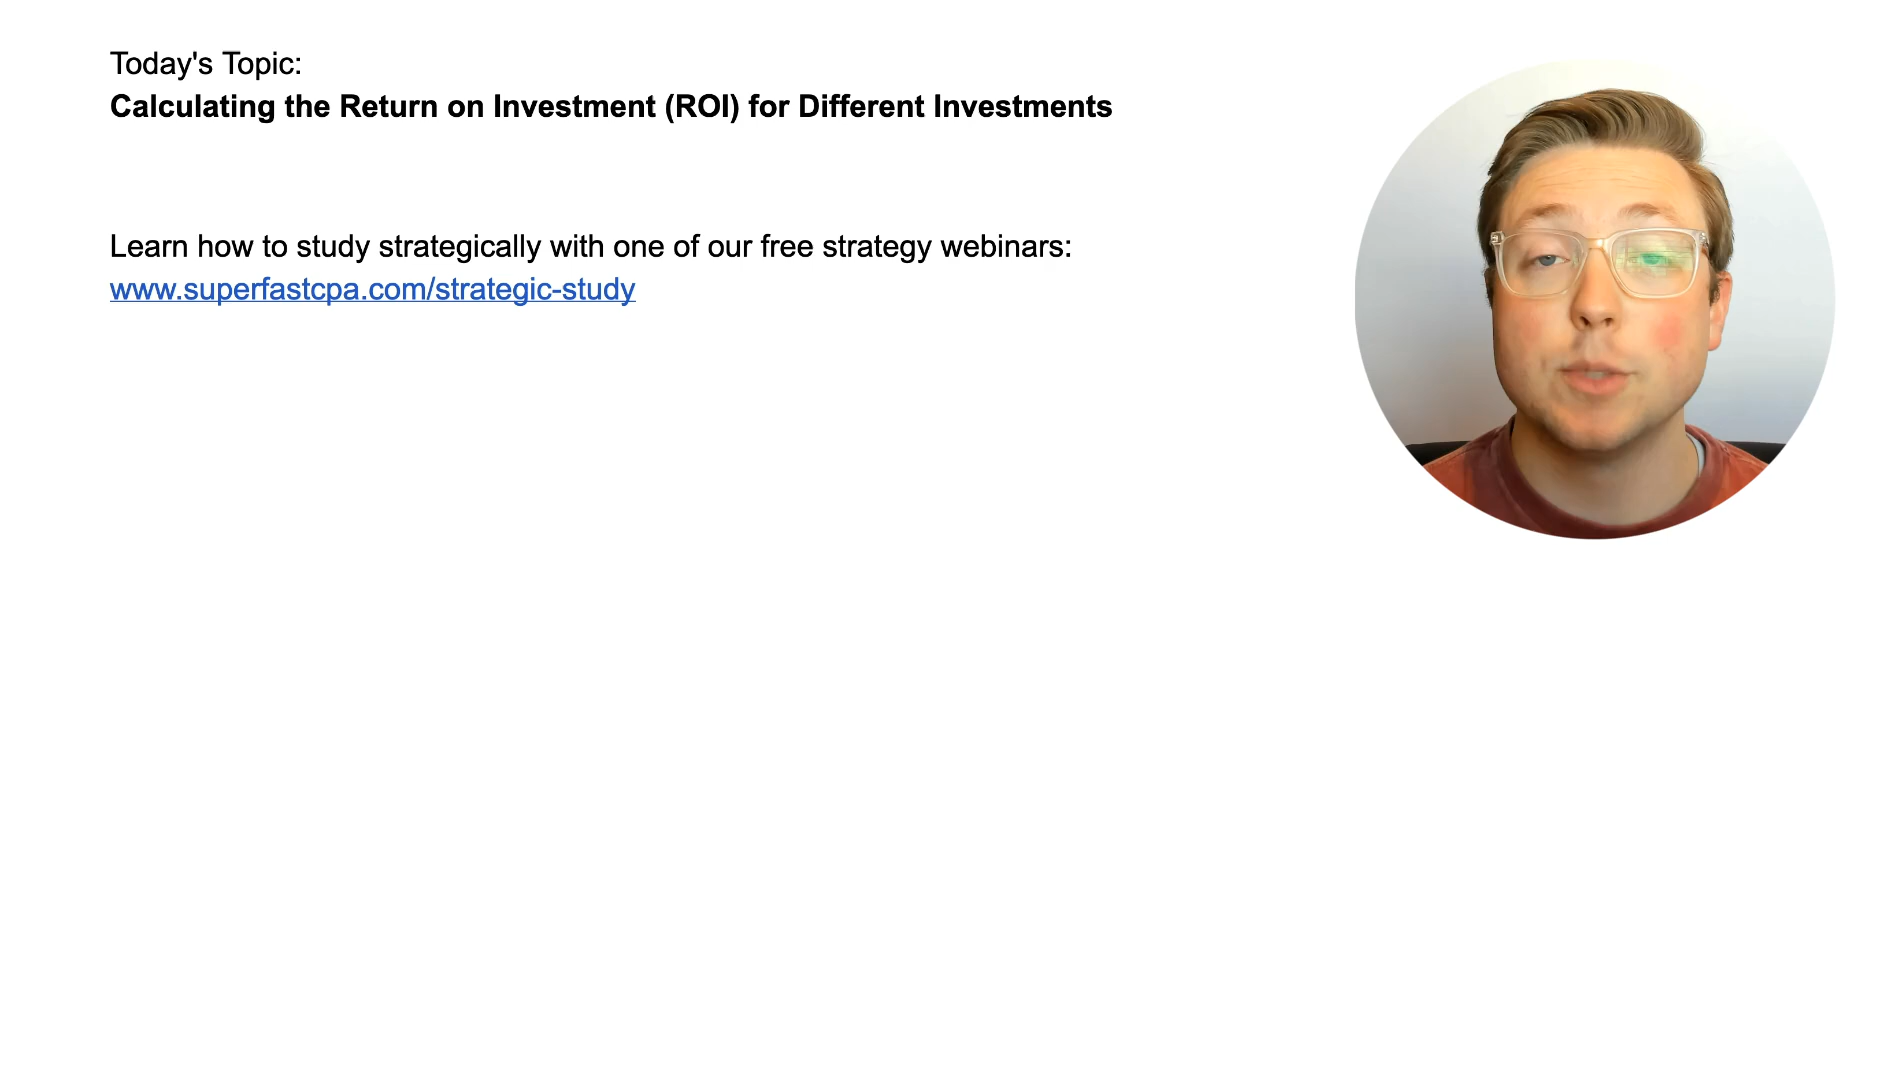 Today's Topic:
Calculating the Return on Investment (ROI) for Different Investments
Learn how to study strategically with one of our free strategy webinars:
www.superfastcpa.com/strategic-study